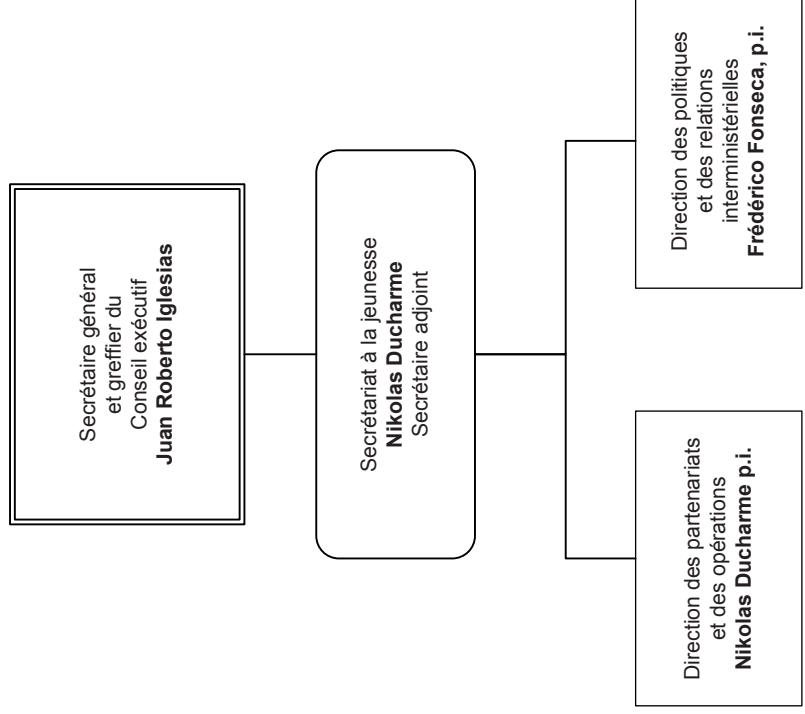 Secrétaire général
et greffier du
Conseil exécutif
Juan Roberto Iglesias
Secrétariat à la jeunesse
Nikolas Ducharme
Secrétaire adjoint
Direction des partenariats
et des opérations
Nikolas Ducharme p.i.
Direction des politiques
et des relations
interministérielles
Frédérico Fonseca, p.i.